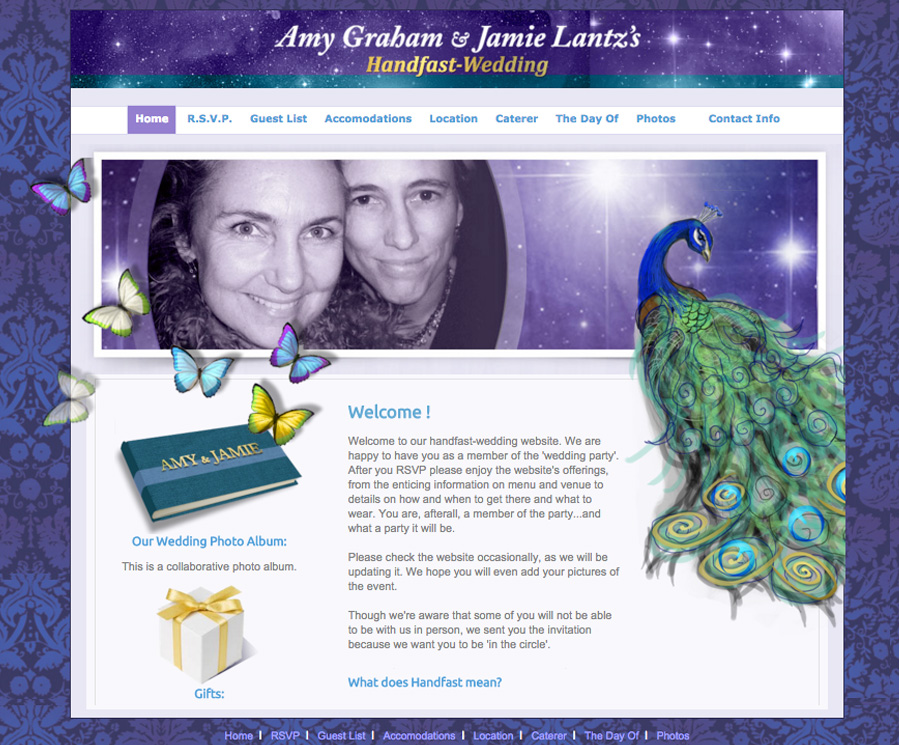 Amy Graham & Jamie Lantz's
Handfast-Wedding
Home R.S.V.P. Guest List Accomodations Location Caterer The Day Of Photos Contact Info
AMY & JAMIE
Our Wedding Photo Album:
This is a collaborative photo album.
Gifts:
Welcome !
Welcome to our handfast-wedding website. We are
happy to have you as a member of the 'wedding party'.
After you RSVP please enjoy the website's offerings,
from the enticing information on menu and venue to
details on how and when to get there and what to
wear. You are, afterall, a member of the party...and
what a party it will be.
Please check the website occasionally, as we will be
updating it. We hope you will even add your pictures of
the event.
Though we're aware that some of you will not be able
to be with us in person, we sent you the invitation
because we want you to be 'in the circle'.
What does Handfast mean?
Home I RSVP I Guest List I Accomodations I Location I Caterer I The Day Of I Photos